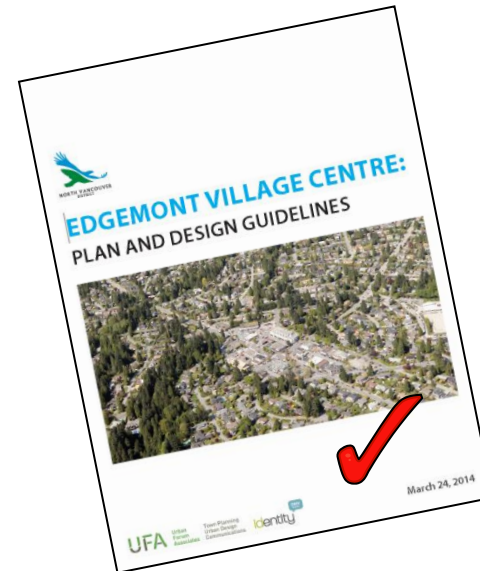 NORTH VANCOUVER
DISTRICT
EDGEMONT VILLAGE CENTRE:
PLAN AND DESIGN GUIDELINES
March 24, 2014
UFA
Urban
Forum
Associates
Town Planning
Urban Design
Communications
identity